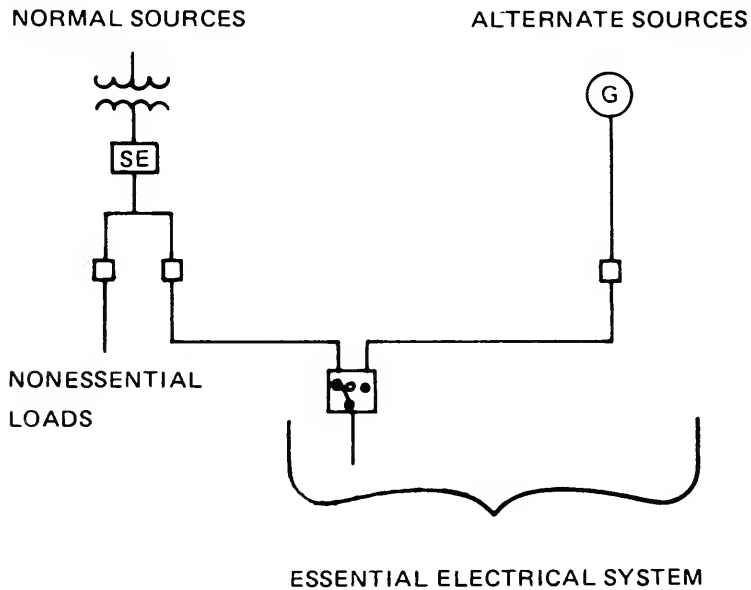 NORMAL SOURCES
ALTERNATE SOURCES
G
SE
NONESSENTIAL
LOADS
ESSENTIAL ELECTRICAL SYSTEM